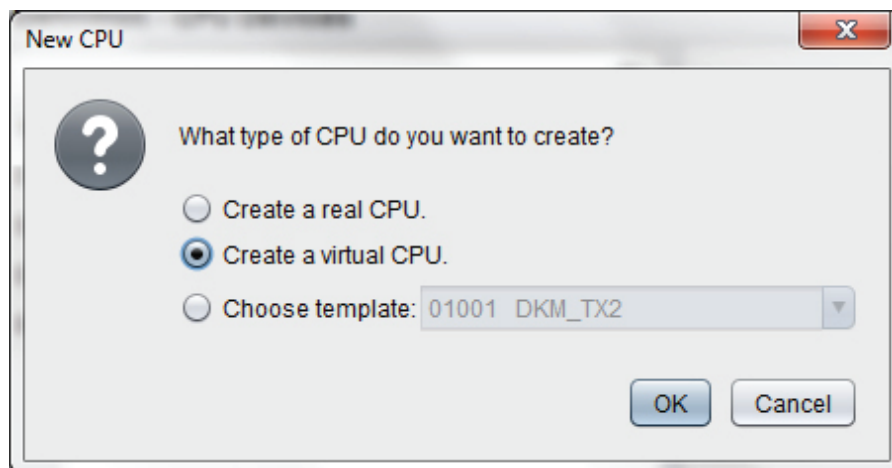 New CPU
What type of CPU do you want to create?
Create a real CPU.
Create a virtual CPU.
Choose template: 01001 DKM_TX2
OK Cancel